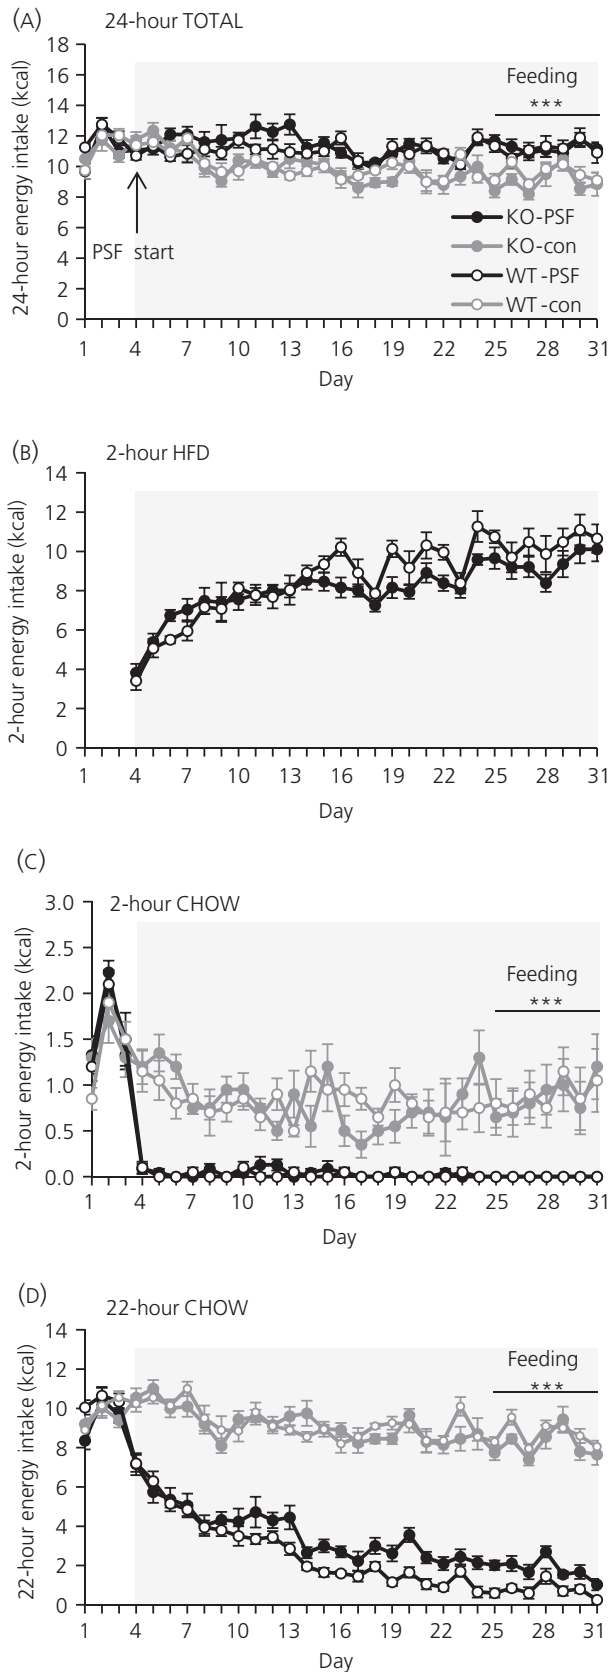 (A)
24-hour TOTAL
24-hour energy intake (kcal)
18
16
14
12
10
8
6
4
2
0
Feeding
***
PSF start
KO-PSF
KO-con
WT-PSF
WT-con
1 4 7 10 13 16 19 22 25 28 31
Day
(B)
2-hour HFD
2-hour energy intake (kcal)
14
12
10
8
6
4
2
0
1 4 7 10 13 16 19 22 25 28 31
Day
(C)
2-hour CHOW
2-hour energy intake (kcal)
3.0
2.5
2.0
1.5
1.0
0.5
0.0
Feeding
***
1 4 7 10 13 16 19 22 25 28 31
Day
(D)
22-hour CHOW
22-hour energy intake (kcal)
14
12
10
8
6
4
2
0
Feeding
***
1 4 7 10 13 16 19 22 25 28 31
Day